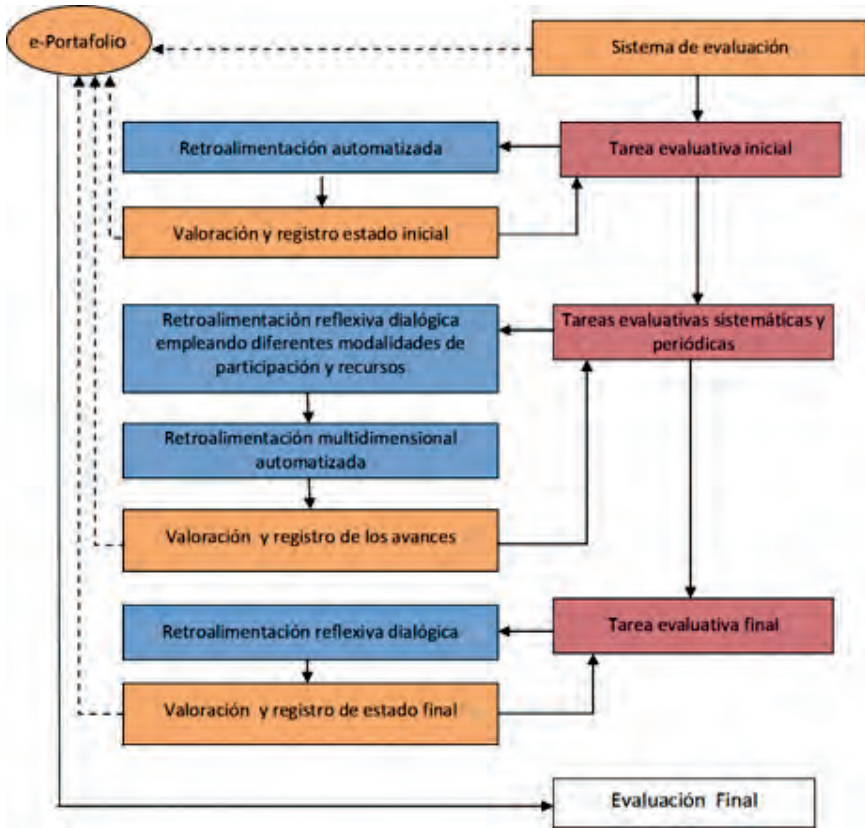 e-Portafolio
Sistema de evaluación
Retroalimentación automatizada
Tarea evaluativa inicial
Valoración y registro estado inicial
Retroalimentación reflexiva dialógica
empleando diferentes modalidades de
participación y recursos
Tareas evaluativas sistemáticas y
periódicas
Retroalimentación multidimensional
automatizada
Valoración y registro de los avances
Retroalimentación reflexiva dialógica
Tarea evaluativa final
Valoración y registro de estado final
Evaluación Final